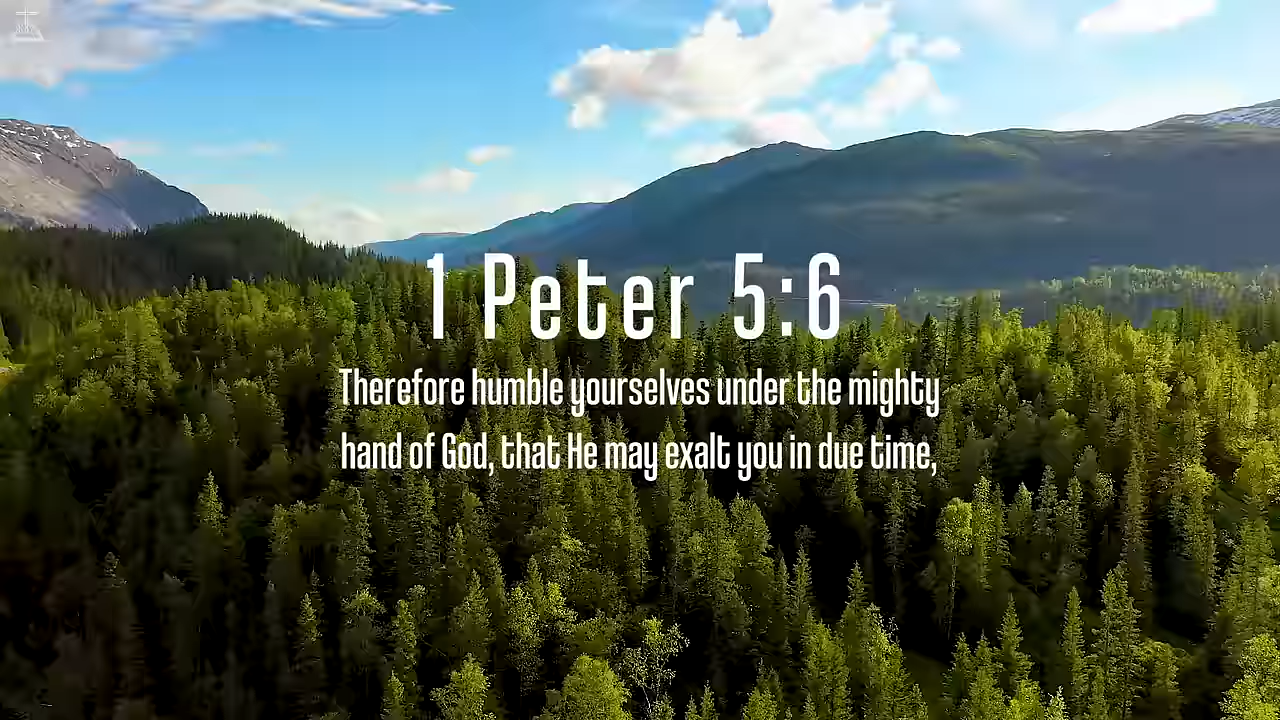 1 Peter 5:6
Therefore humble yourselves under the mighty
hand of God, that He may exalt you in due time,